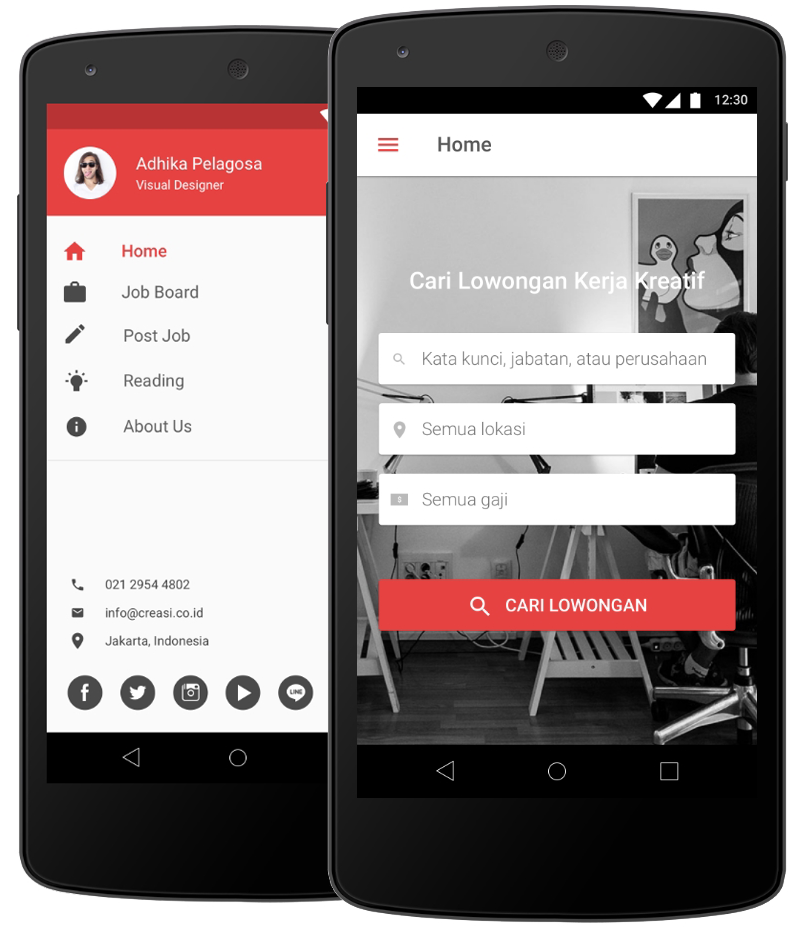 Adhika Pelagosa
Visual Designer
Home
Job Board
Post Job
Reading
About Us
021 2954 4802
info@creasi.co.id
Jakarta, Indonesia
LINE
12:30
Home
Cari Lowongan Kerja Kreatif
Kata kunci, jabatan, atau perusahaan
Semua lokasi
Semua gaji
CARI LOWONGAN